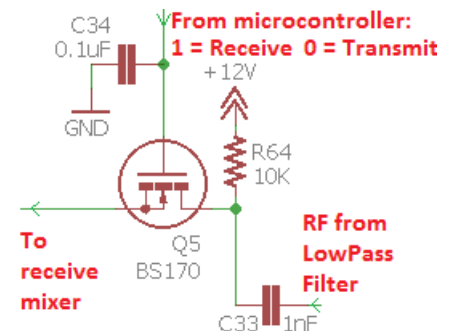 C34
0.1uF
From microcontroller:
1 = Receive 0 = Transmit
+12V
GND
R64
10K
To
receive
mixer
Q5
BS170
RF from
LowPass
Filter
C33 1nF